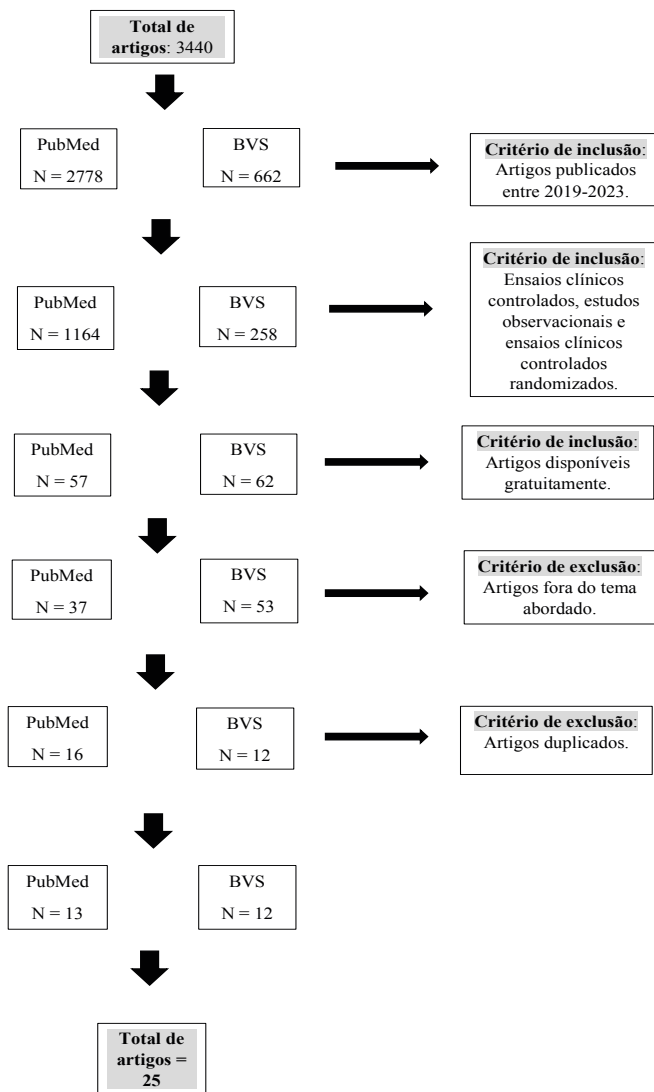 Total de
artigos: 3440
PubMed
N = 2778
BVS
N = 662
Critério de inclusão:
Artigos publicados
entre 2019-2023.
PubMed
N = 1164
BVS
N = 258
Critério de inclusão:
Ensaios clínicos
controlados, estudos
observacionais e
ensaios clínicos
controlados
randomizados.
PubMed
N = 57
BVS
N = 62
Critério de inclusão:
Artigos disponíveis
gratuitamente.
PubMed
N = 37
BVS
N = 53
Critério de exclusão:
Artigos fora do tema
abordado.
PubMed
N = 16
BVS
N = 12
Critério de exclusão:
Artigos duplicados.
PubMed
N = 13
BVS
N = 12
Total de
artigos =
25